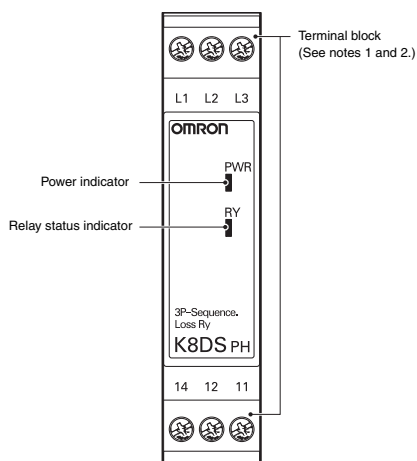 Terminal block
(See notes 1 and 2.)
L1 L2 L3
OMRON
PWR
Power indicator
RY
Relay status indicator
3P-Sequence.
Loss Ry
K8DS PH
14 12 11